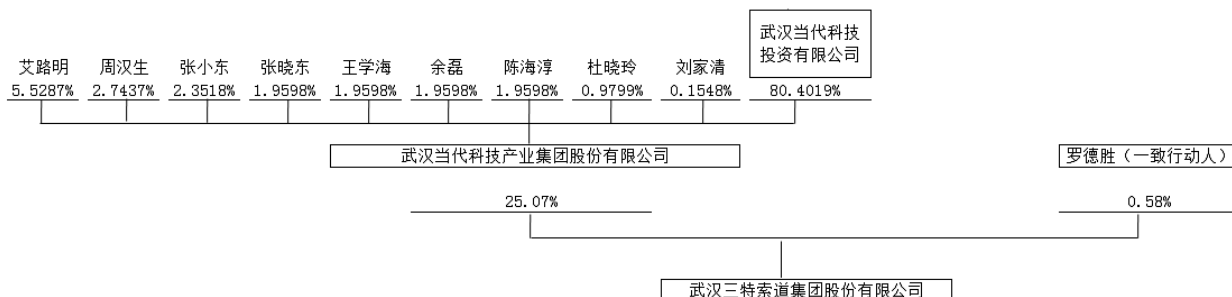 武汉当代科技
投资有限公司
艾路明 周汉生 张小东 张晓东 王学海 余磊 陈海淳 杜晓玲 刘家清
5.5287% 2.7437% 2.3518% 1.9598% 1.9598% 1.9598% 1.9598% 0.9799% 0.1548% 80.4019%
武汉当代科技产业集团股份有限公司 罗德胜（一致行动人）
25.07% 0.58%
武汉三特索道集团股份有限公司